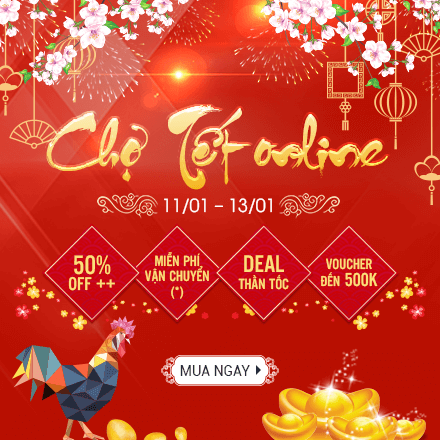 Chợ Tết online
11/01 – 13/01
50%
OFF ++
MIỄN PHÍ
VẬN CHUYỂN
(*)
DEAL
THẦN TỐC
VOUCHER
ĐẾN 500K
MUA NGAY